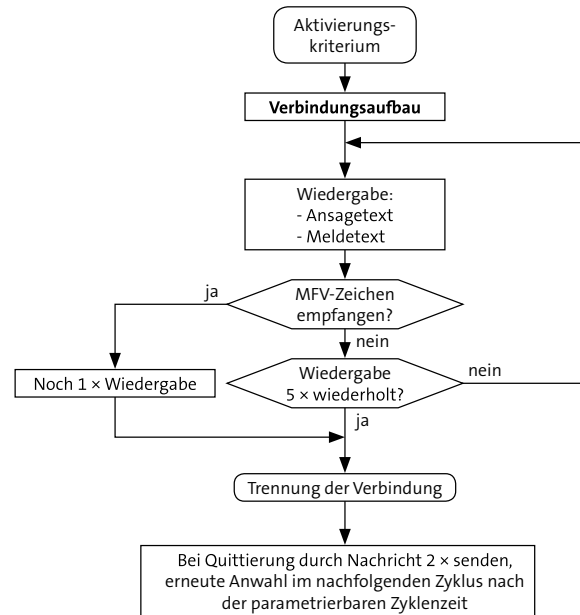 Aktivierungs-
kriterium
Verbindungsaufbau
Wiedergabe:
- Ansagetext
- Meldetext
MFV-Zeichen
empfangen?
ja
nein
Noch 1 × Wiedergabe
Wiedergabe
5 × wiederholt?
nein
ja
Trennung der Verbindung
Bei Quittierung durch Nachricht 2 × senden,
erneute Anwahl im nachfolgenden Zyklus nach
der parametrierbaren Zyklenzeit